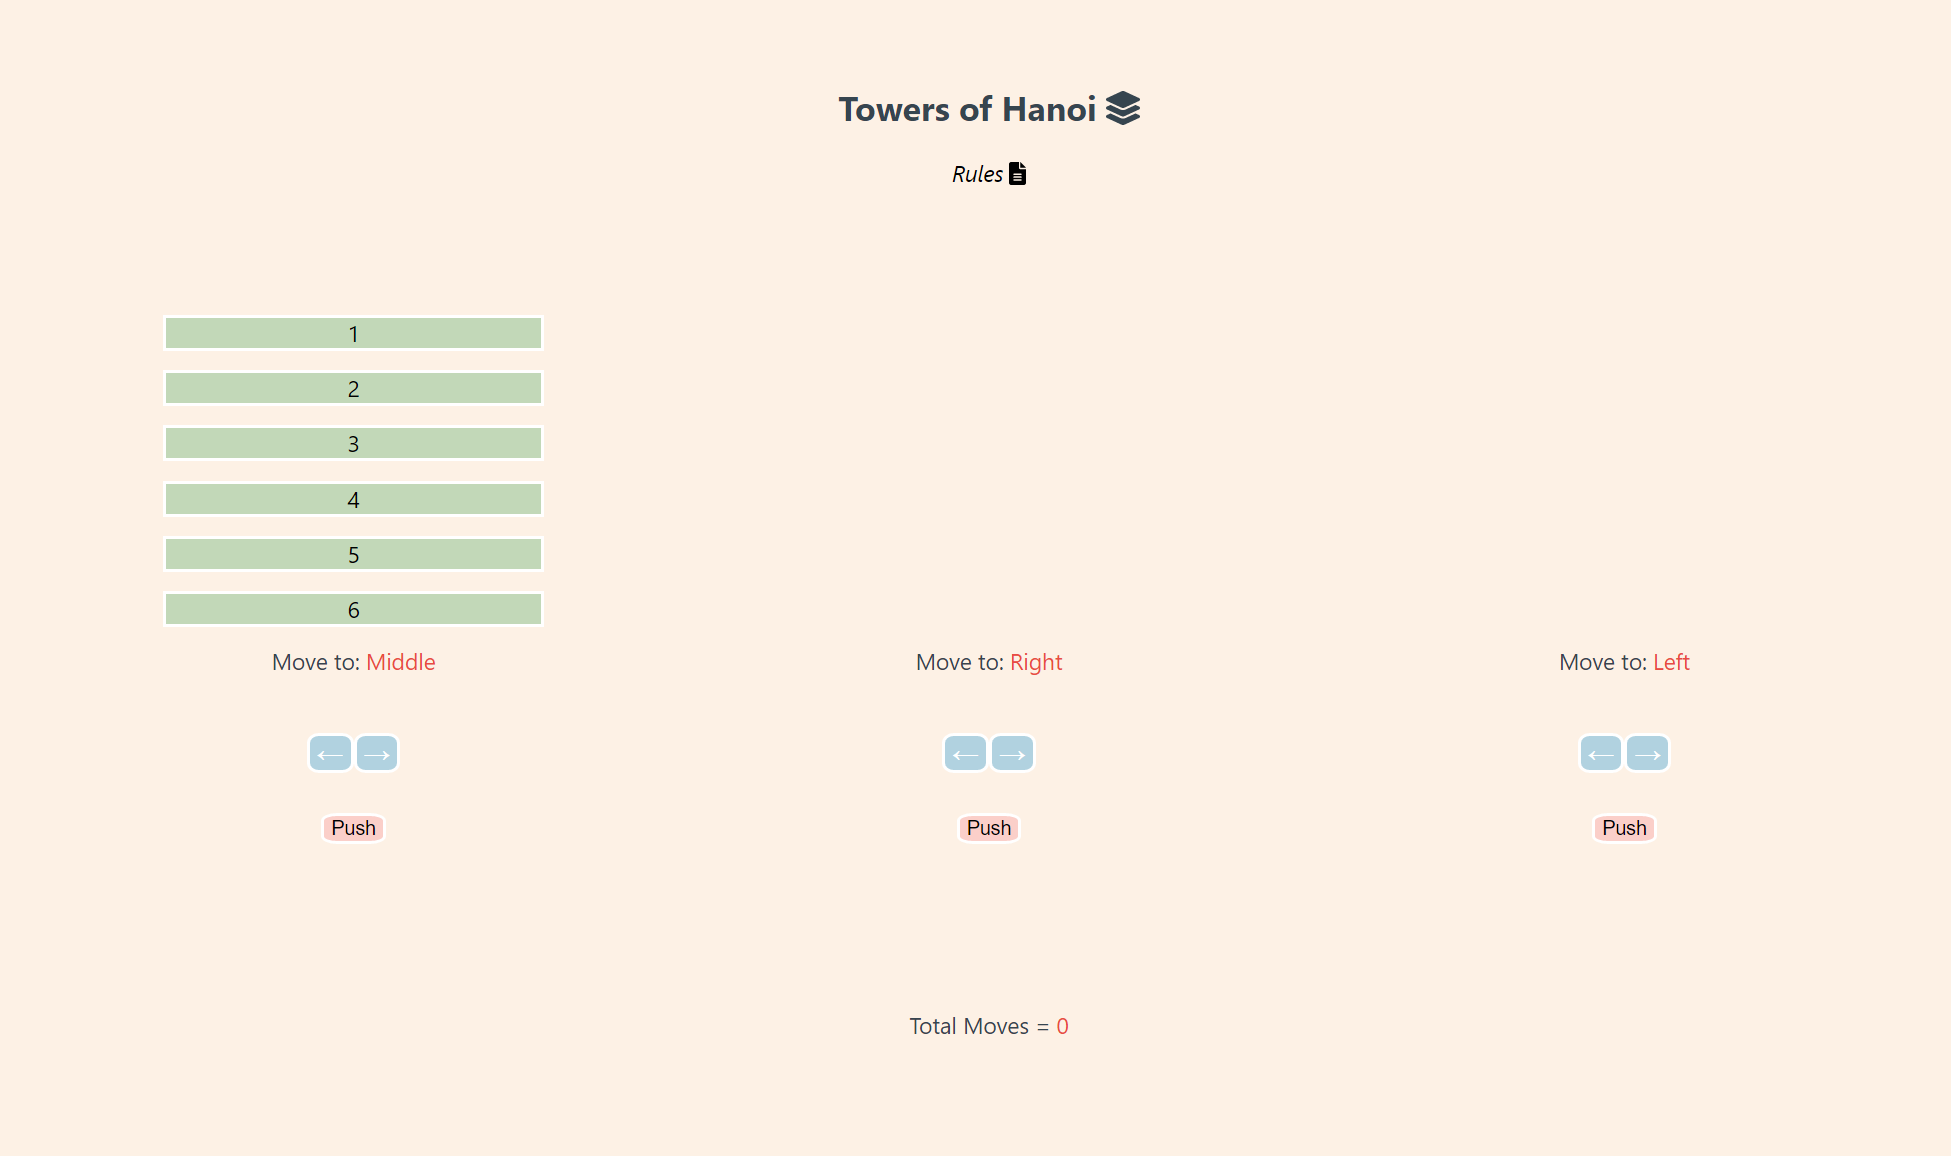 Towers of Hanoi
Rules
1
2
3
4
5
6
Move to: Middle
Move to: Right
Move to: Left
← →
← →
← →
Push
Push
Push
Total Moves = 0